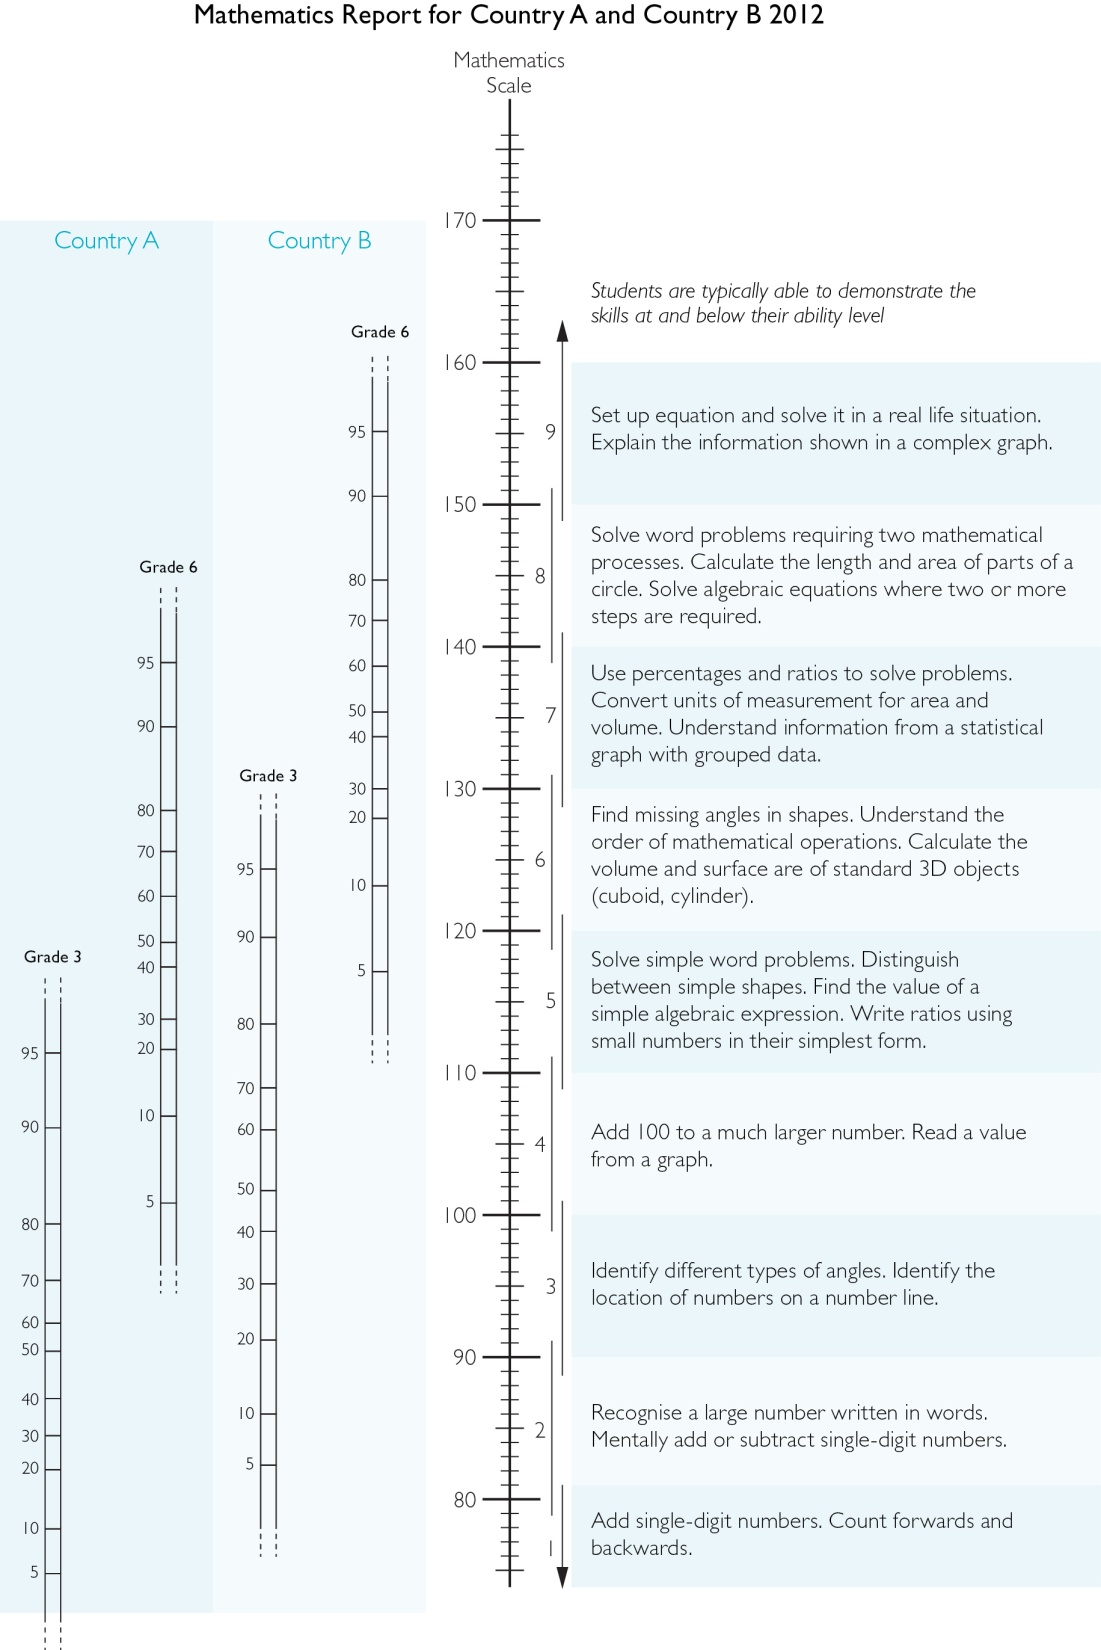 Mathematics Report for Country A and Country B 2012
Mathematics
Scale
Country A
Grade 3
95
90
80
70
60
50
40
30
20
10
5
Grade 6
95
90
80
70
60
50
40
30
20
10
5
Country B
Grade 3
95
90
80
70
60
50
40
30
20
10
5
Grade 6
95
90
80
70
60
50
40
30
20
10
5
170
160
150
140
130
120
110
100
90
80
Students are typically able to demonstrate the
skills at and below their ability level
9
Set up equation and solve it in a real life situation.
Explain the information shown in a complex graph.
8
Solve word problems requiring two mathematical
processes. Calculate the length and area of parts of a
circle. Solve algebraic equations where two or more
steps are required.
7
Use percentages and ratios to solve problems.
Convert units of measurement for area and
volume. Understand information from a statistical
graph with grouped data.
6
Find missing angles in shapes. Understand the
order of mathematical operations. Calculate the
volume and surface are of standard 3D objects
(cuboid, cylinder).
5
Solve simple word problems. Distinguish
between simple shapes. Find the value of a
simple algebraic expression. Write ratios using
small numbers in their simplest form.
4
Add 100 to a much larger number. Read a value
from a graph.
3
Identify different types of angles. Identify the
location of numbers on a number line.
2
Recognise a large number written in words.
Mentally add or subtract single-digit numbers.
1
Add single-digit numbers. Count forwards and
backwards.